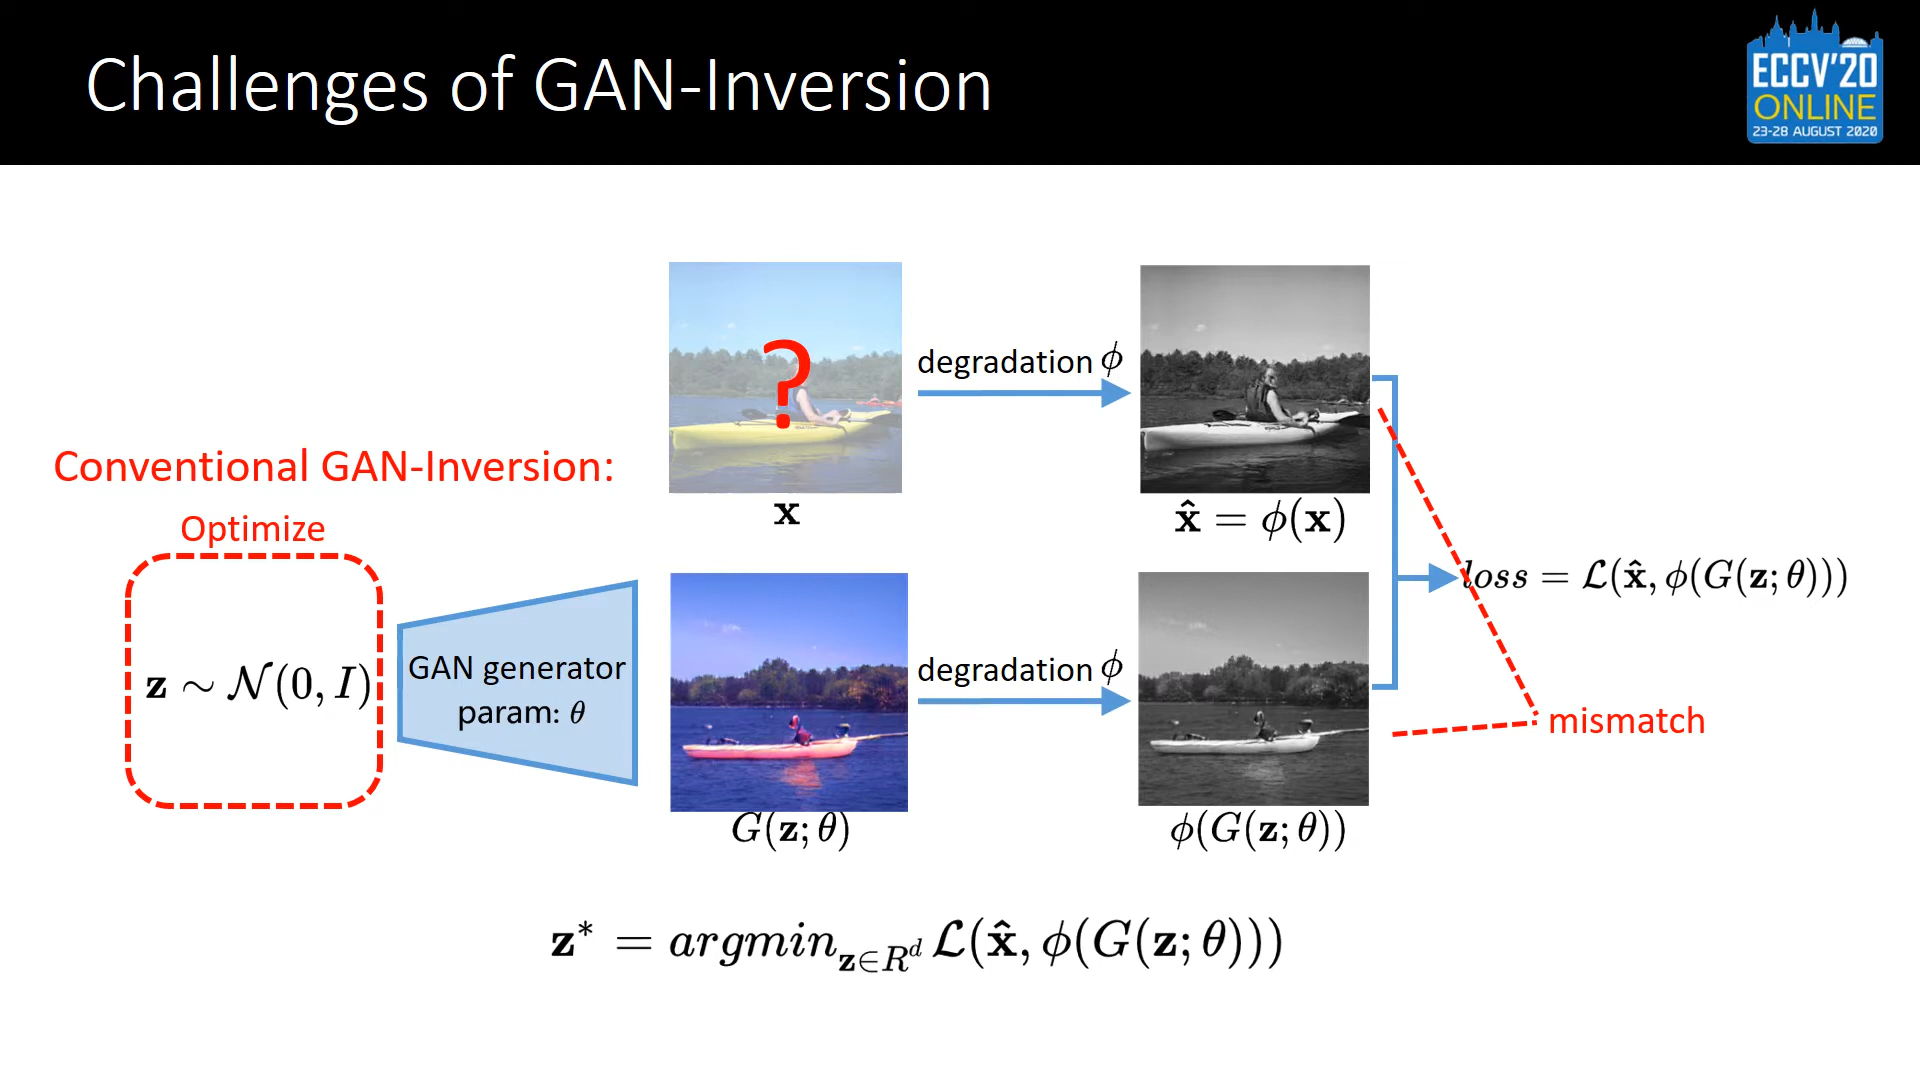 Challenges of GAN-Inversion
ECCV'20
ONLINE
23-28 AUGUST 2020
?
degradation ϕ
Conventional GAN-Inversion:
x
x̂ = ϕ(x)
Optimize
loss = ℒ(x̂, ϕ(G(z; θ)))
z ∼ 𝒩(0, I)
GAN generator
param: θ
degradation ϕ
mismatch
G(z; θ)
ϕ(G(z; θ))
z* = argmin_{z∈R^d} ℒ(x̂, ϕ(G(z; θ)))